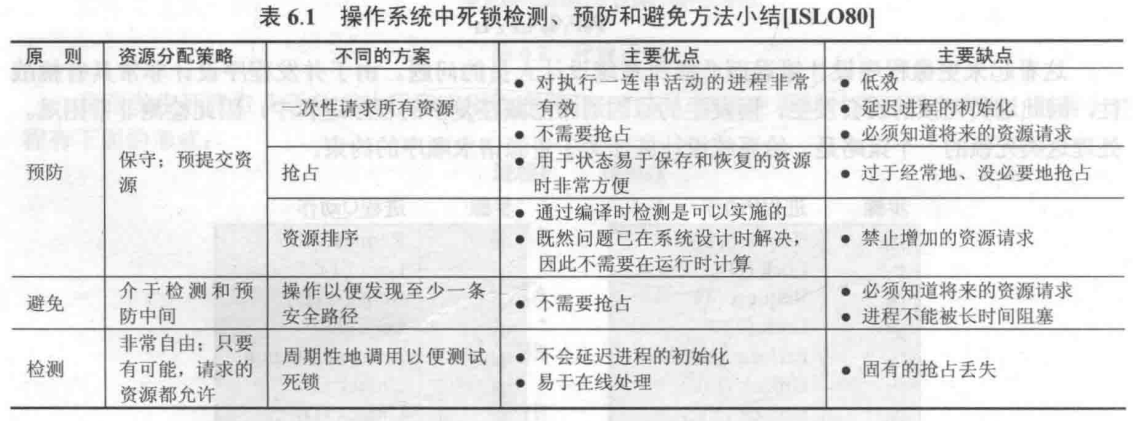 表 6.1 操作系统中死锁检测、预防和避免方法小结[ISLO80]
原 则 资源分配策略 不同的方案 主要优点 主要缺点
预防 保守；预提交资源 一次性请求所有资源 ● 对执行一连串活动的进程非常有效 ● 不需要抢占 ● 低效 ● 延迟进程的初始化 ● 必须知道将来的资源请求
抢占 ● 用于状态易于保存和恢复的资源时非常方便 ● 过于经常地、没必要地抢占
资源排序 ● 通过编译时检测是可以实施的 ● 既然问题已在系统设计时解决，因此不需要在运行时计算 ● 禁止增加的资源请求
避免 介于检测和预防中间 操作以便发现至少一条安全路径 ● 不需要抢占 ● 必须知道将来的资源请求 ● 进程不能被长时间阻塞
检测 非常自由；只要有可能，请求的资源都允许 周期性地调用以便测试死锁 ● 不会延迟进程的初始化 ● 易于在线处理 ● 固有的抢占丢失